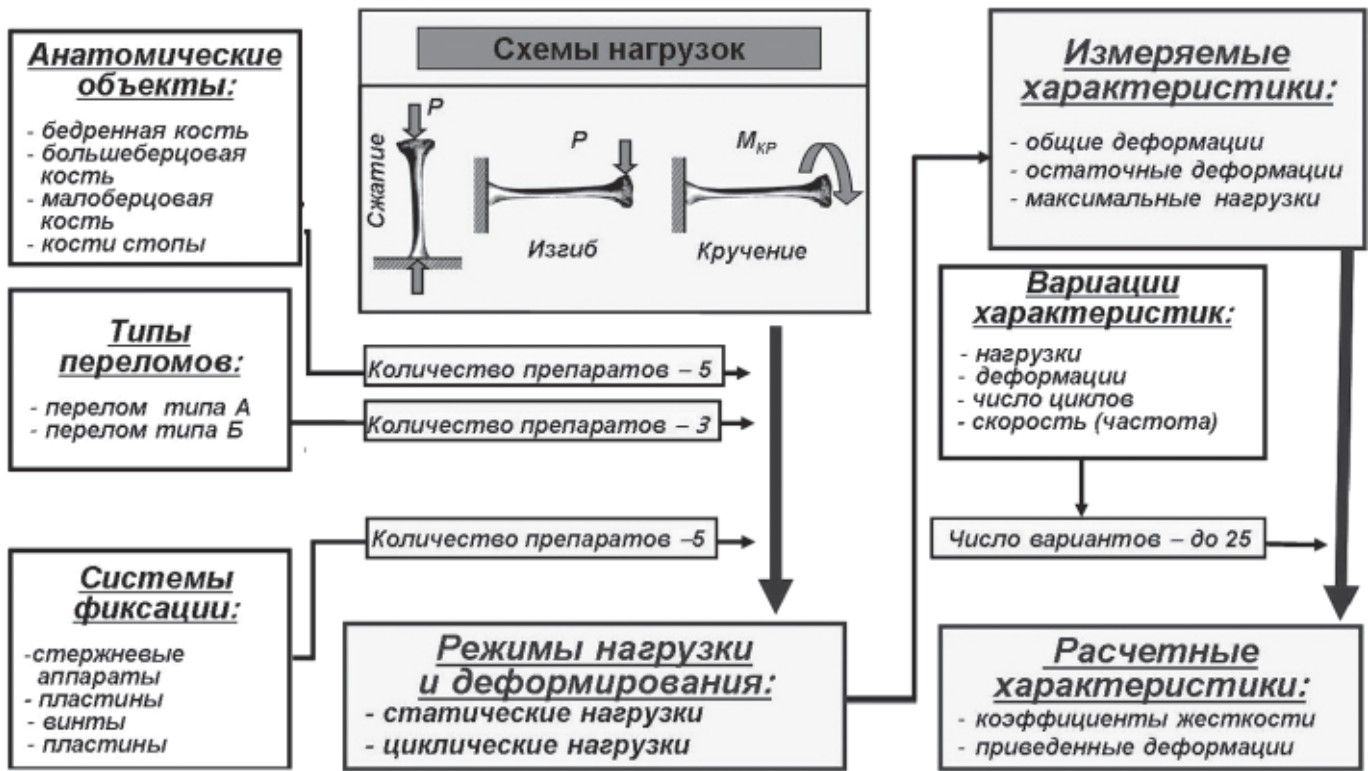 Анатомические
объекты:
- бедренная кость
- большеберцовая
кость
- малоберцовая
кость
- кости стопы
Типы
переломов:
- перелом типа А
- перелом типа Б
Системы
фиксации:
-стержневые
аппараты
- пластины
- винты
- пластины
Схемы нагрузок
Сжатие
P
P
Изгиб
МКР
Кручение
Количество препаратов – 5
Количество препаратов – 3
Количество препаратов –5
Режимы нагрузки
и деформирования:
- статические нагрузки
- циклические нагрузки
Измеряемые
характеристики:
- общие деформации
- остаточные деформации
- максимальные нагрузки
Вариации
характеристик:
- нагрузки
- деформации
- число циклов
- скорость (частота)
Число вариантов – до 25
Расчетные
характеристики:
- коэффициенты жесткости
- приведенные деформации